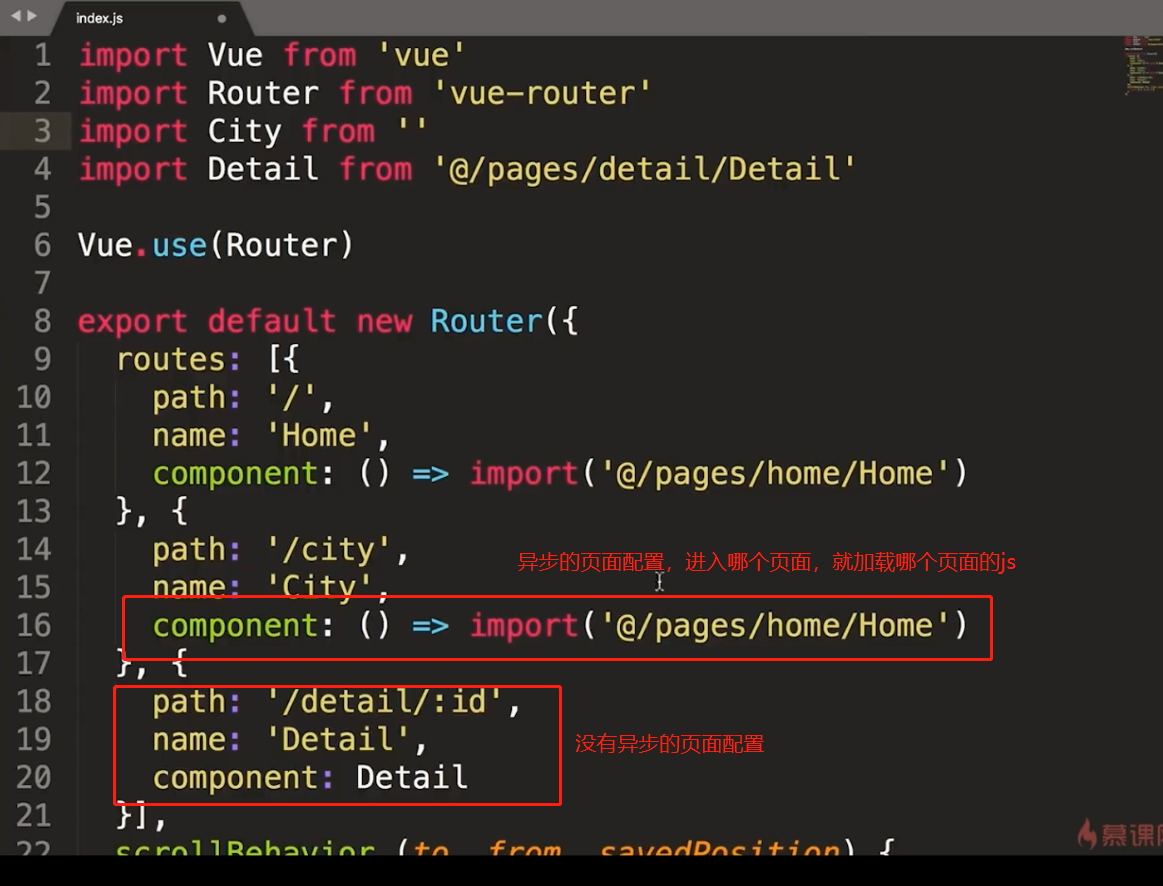 index.js
1 import Vue from 'vue'
2 import Router from 'vue-router'
3 import City from ''
4 import Detail from '@/pages/detail/Detail'
5
6 Vue.use(Router)
7
8 export default new Router({
9 routes: [{
10 path: '/',
11 name: 'Home',
12 component: () => import('@/pages/home/Home')
13 }, {
14 path: '/city',
异步的页面配置，进入哪个页面，就加载哪个页面的js
15 name: 'City',
16 component: () => import('@/pages/home/Home')
17 }, {
18 path: '/detail/:id',
19 name: 'Detail',
没有异步的页面配置
20 component: Detail
21 }],
22 scrollBehavior (to, from, savedPosition) {
慕课